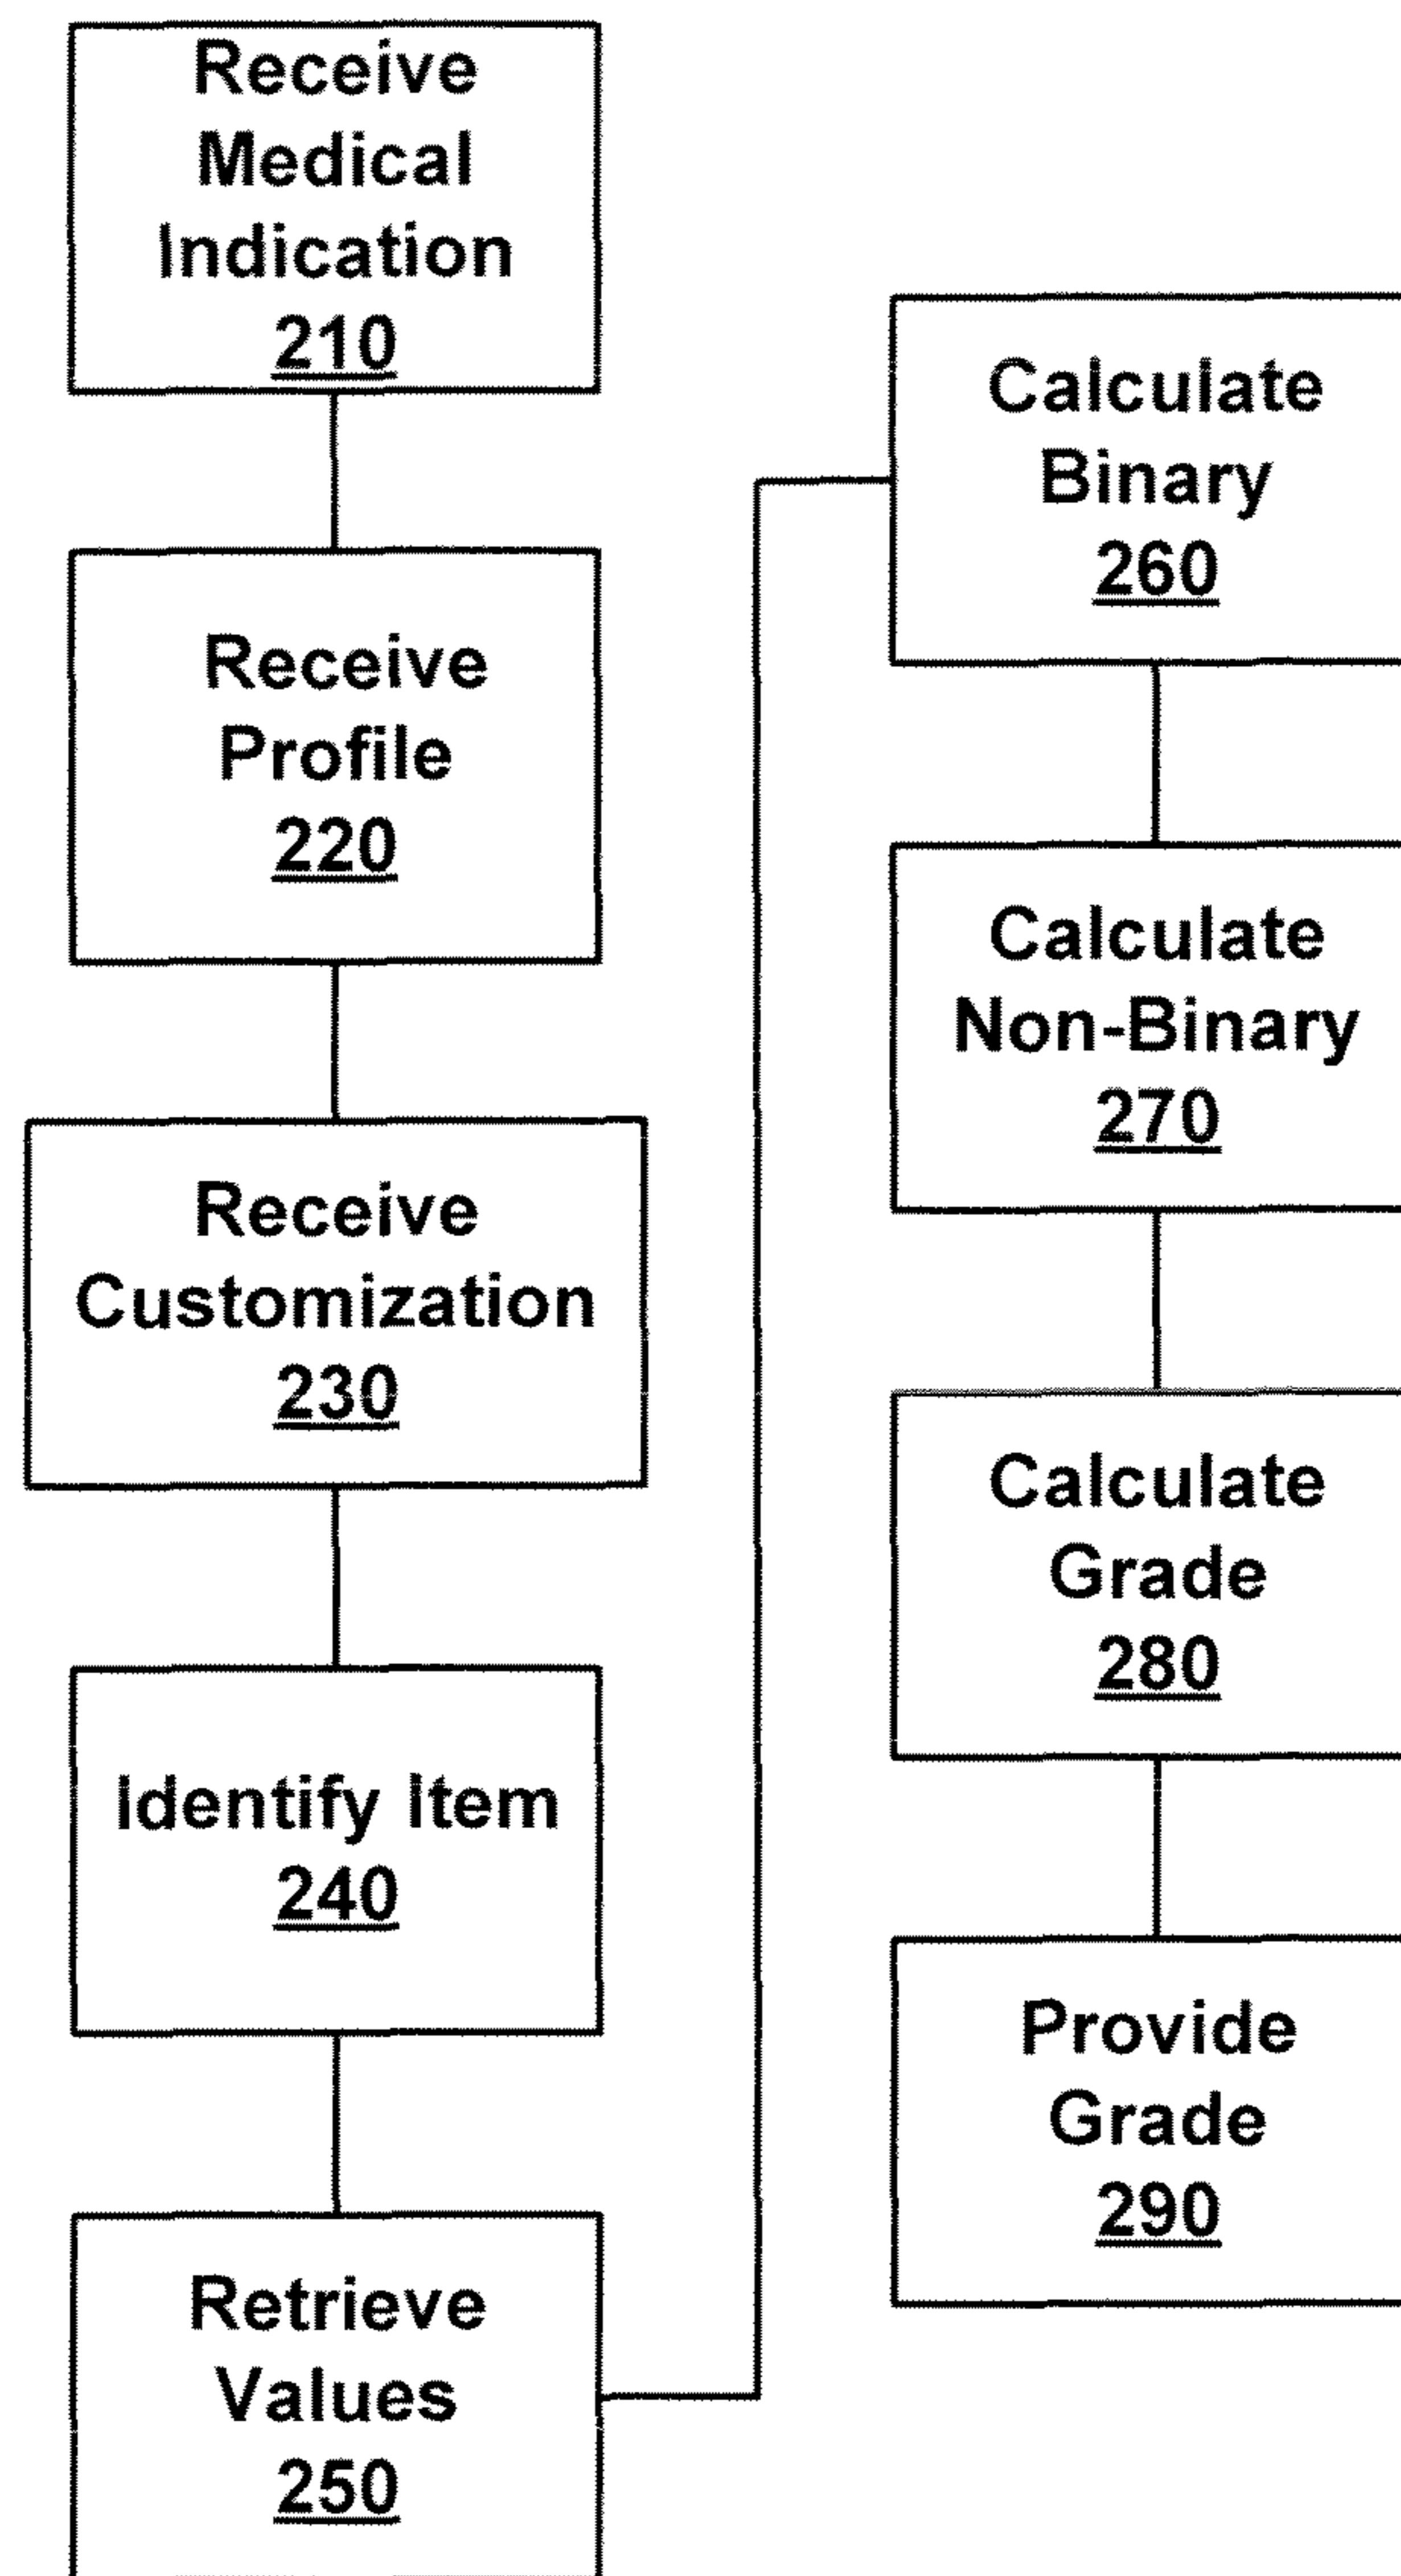 Receive
Medical
Indication
210
Receive
Profile
220
Receive
Customization
230
Identify Item
240
Retrieve
Values
250
Calculate
Binary
260
Calculate
Non-Binary
270
Calculate
Grade
280
Provide
Grade
290